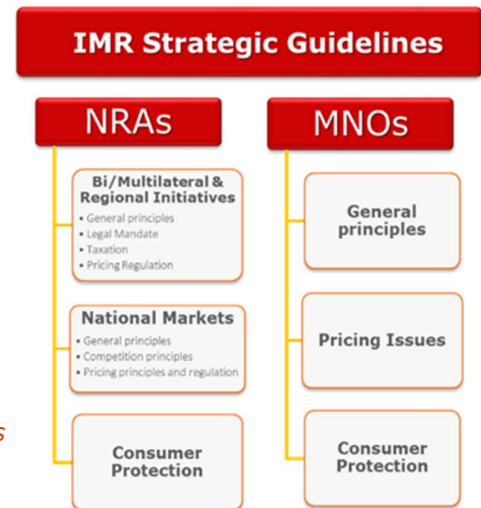 IMR Strategic Guidelines
NRAs
Bi/Multilateral &
Regional Initiatives
• General principles
• Legal Mandate
• Taxation
• Pricing Regulation
National Markets
• General principles
• Competition principles
• Pricing principles and regulation
Consumer
Protection
MNOs
General
principles
Pricing Issues
Consumer
Protection
s